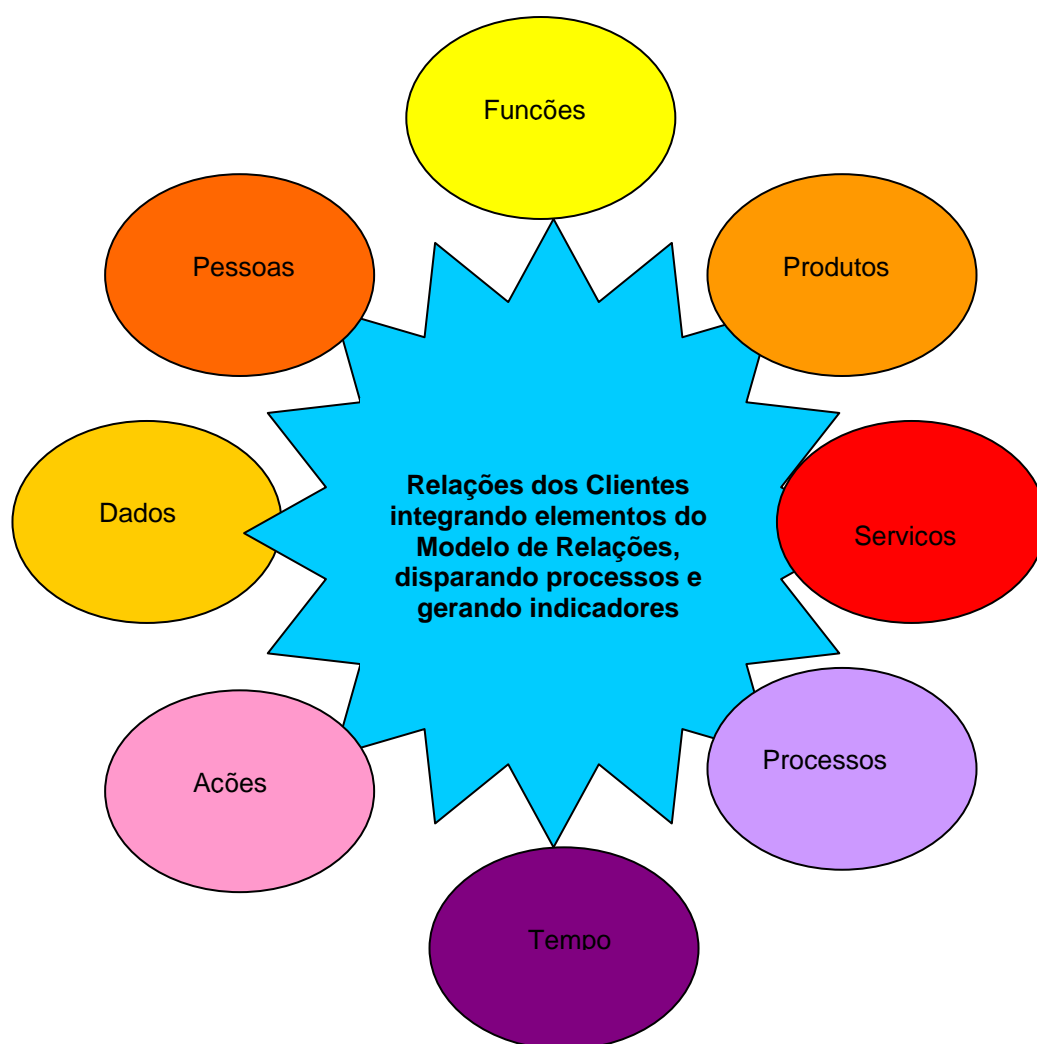 Funcões
Pessoas
Produtos
Dados
Relações dos Clientes
integrando elementos do
Modelo de Relações,
disparando processos e
gerando indicadores
Servicos
Acões
Processos
Tempo